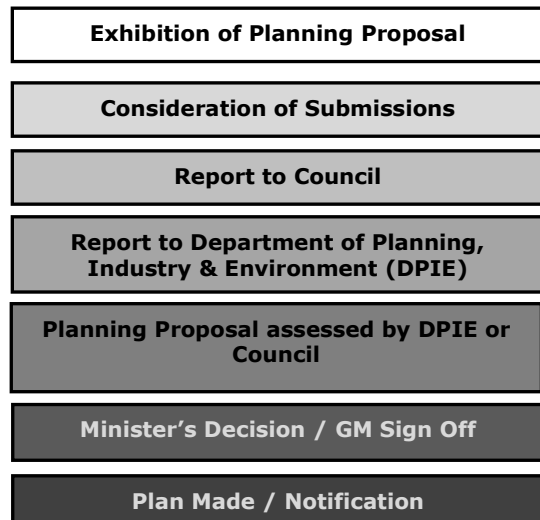 Exhibition of Planning Proposal
Consideration of Submissions
Report to Council
Report to Department of Planning,
Industry & Environment (DPIE)
Planning Proposal assessed by DPIE or
Council
Minister’s Decision / GM Sign Off
Plan Made / Notification